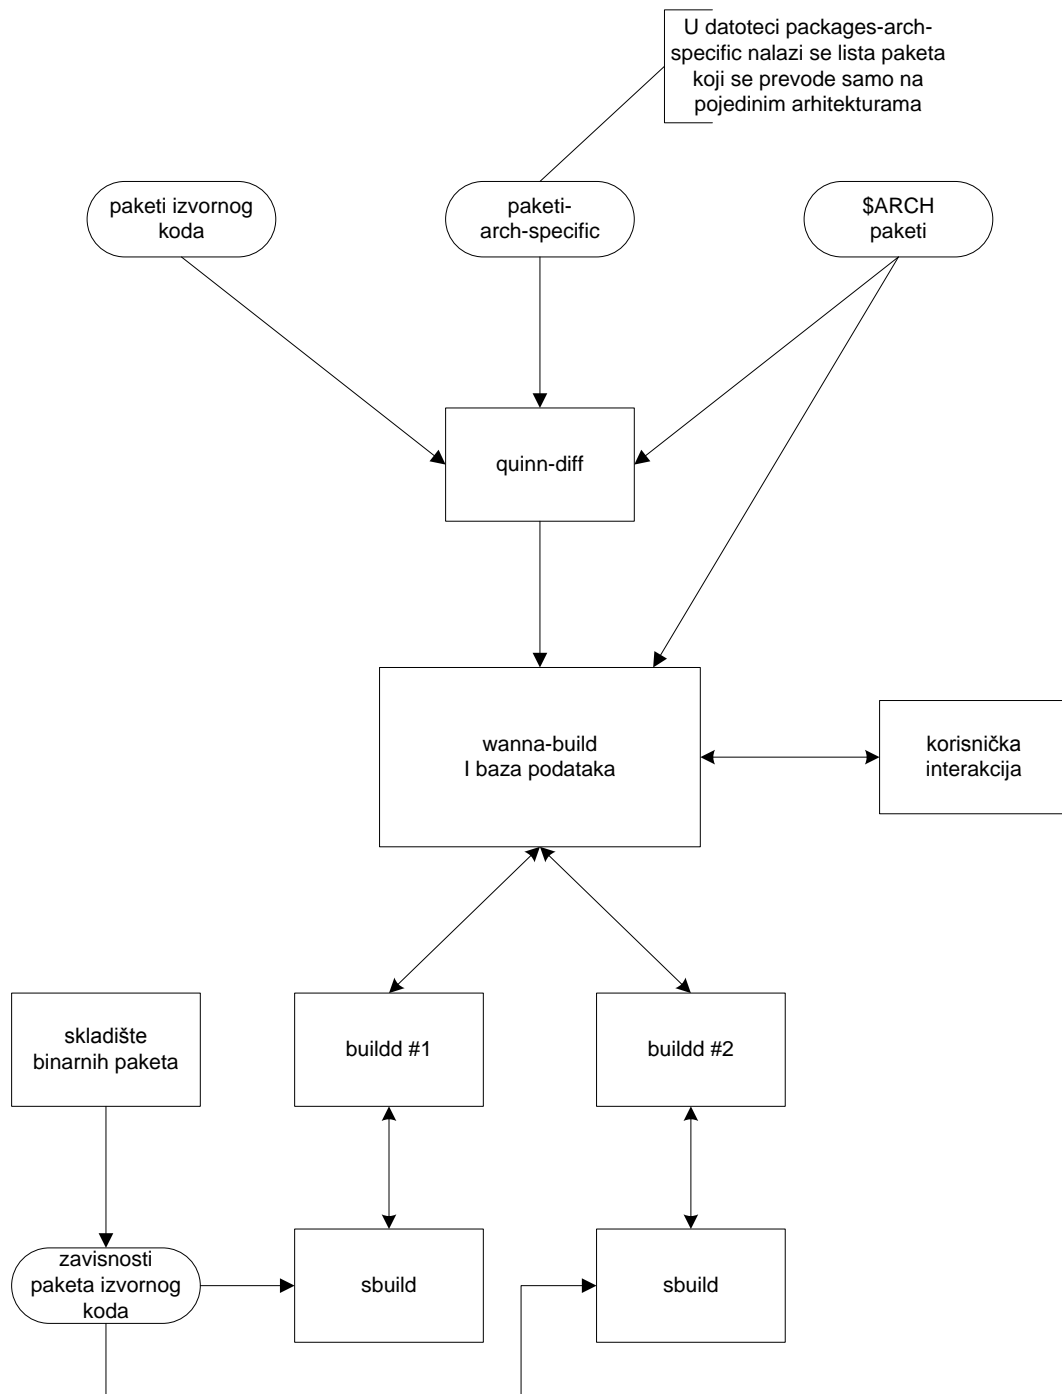 U datoteci packages-arch-
specific nalazi se lista paketa
koji se prevode samo na
pojedinim arhitekturama
paketi izvornog
koda
paketi-
arch-specific
$ARCH
paketi
quinn-diff
wanna-build
I baza podataka
korisnička
interakcija
skladište
binarnih paketa
buildd #1
buildd #2
zavisnosti
paketa izvornog
koda
sbuild
sbuild